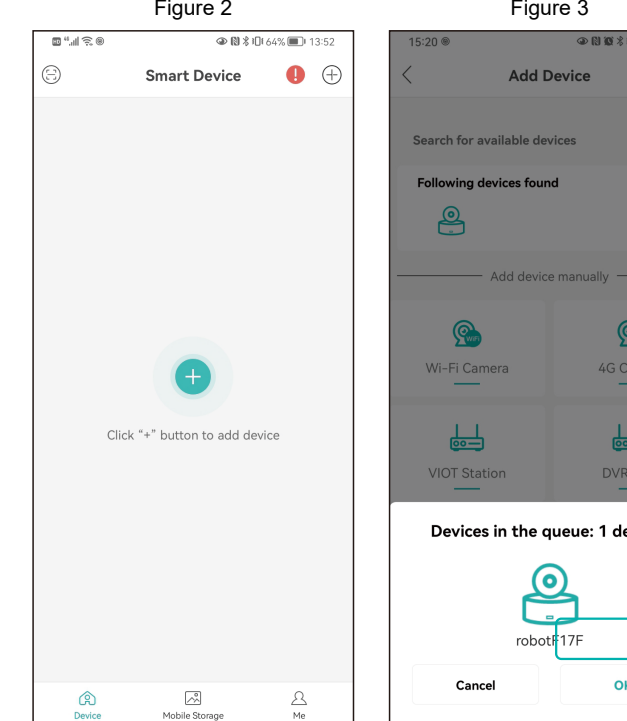 Figure 2
64% 13:52
Smart Device
Click “+” button to add device
Device
Mobile Storage
Me
Figure 3
15:20
Add Device
Search for available devices
Following devices found
Add device manually
WiFi
Wi-Fi Camera
4G C
VIOT Station
DVR
Devices in the queue: 1 de
robotF17F
Cancel